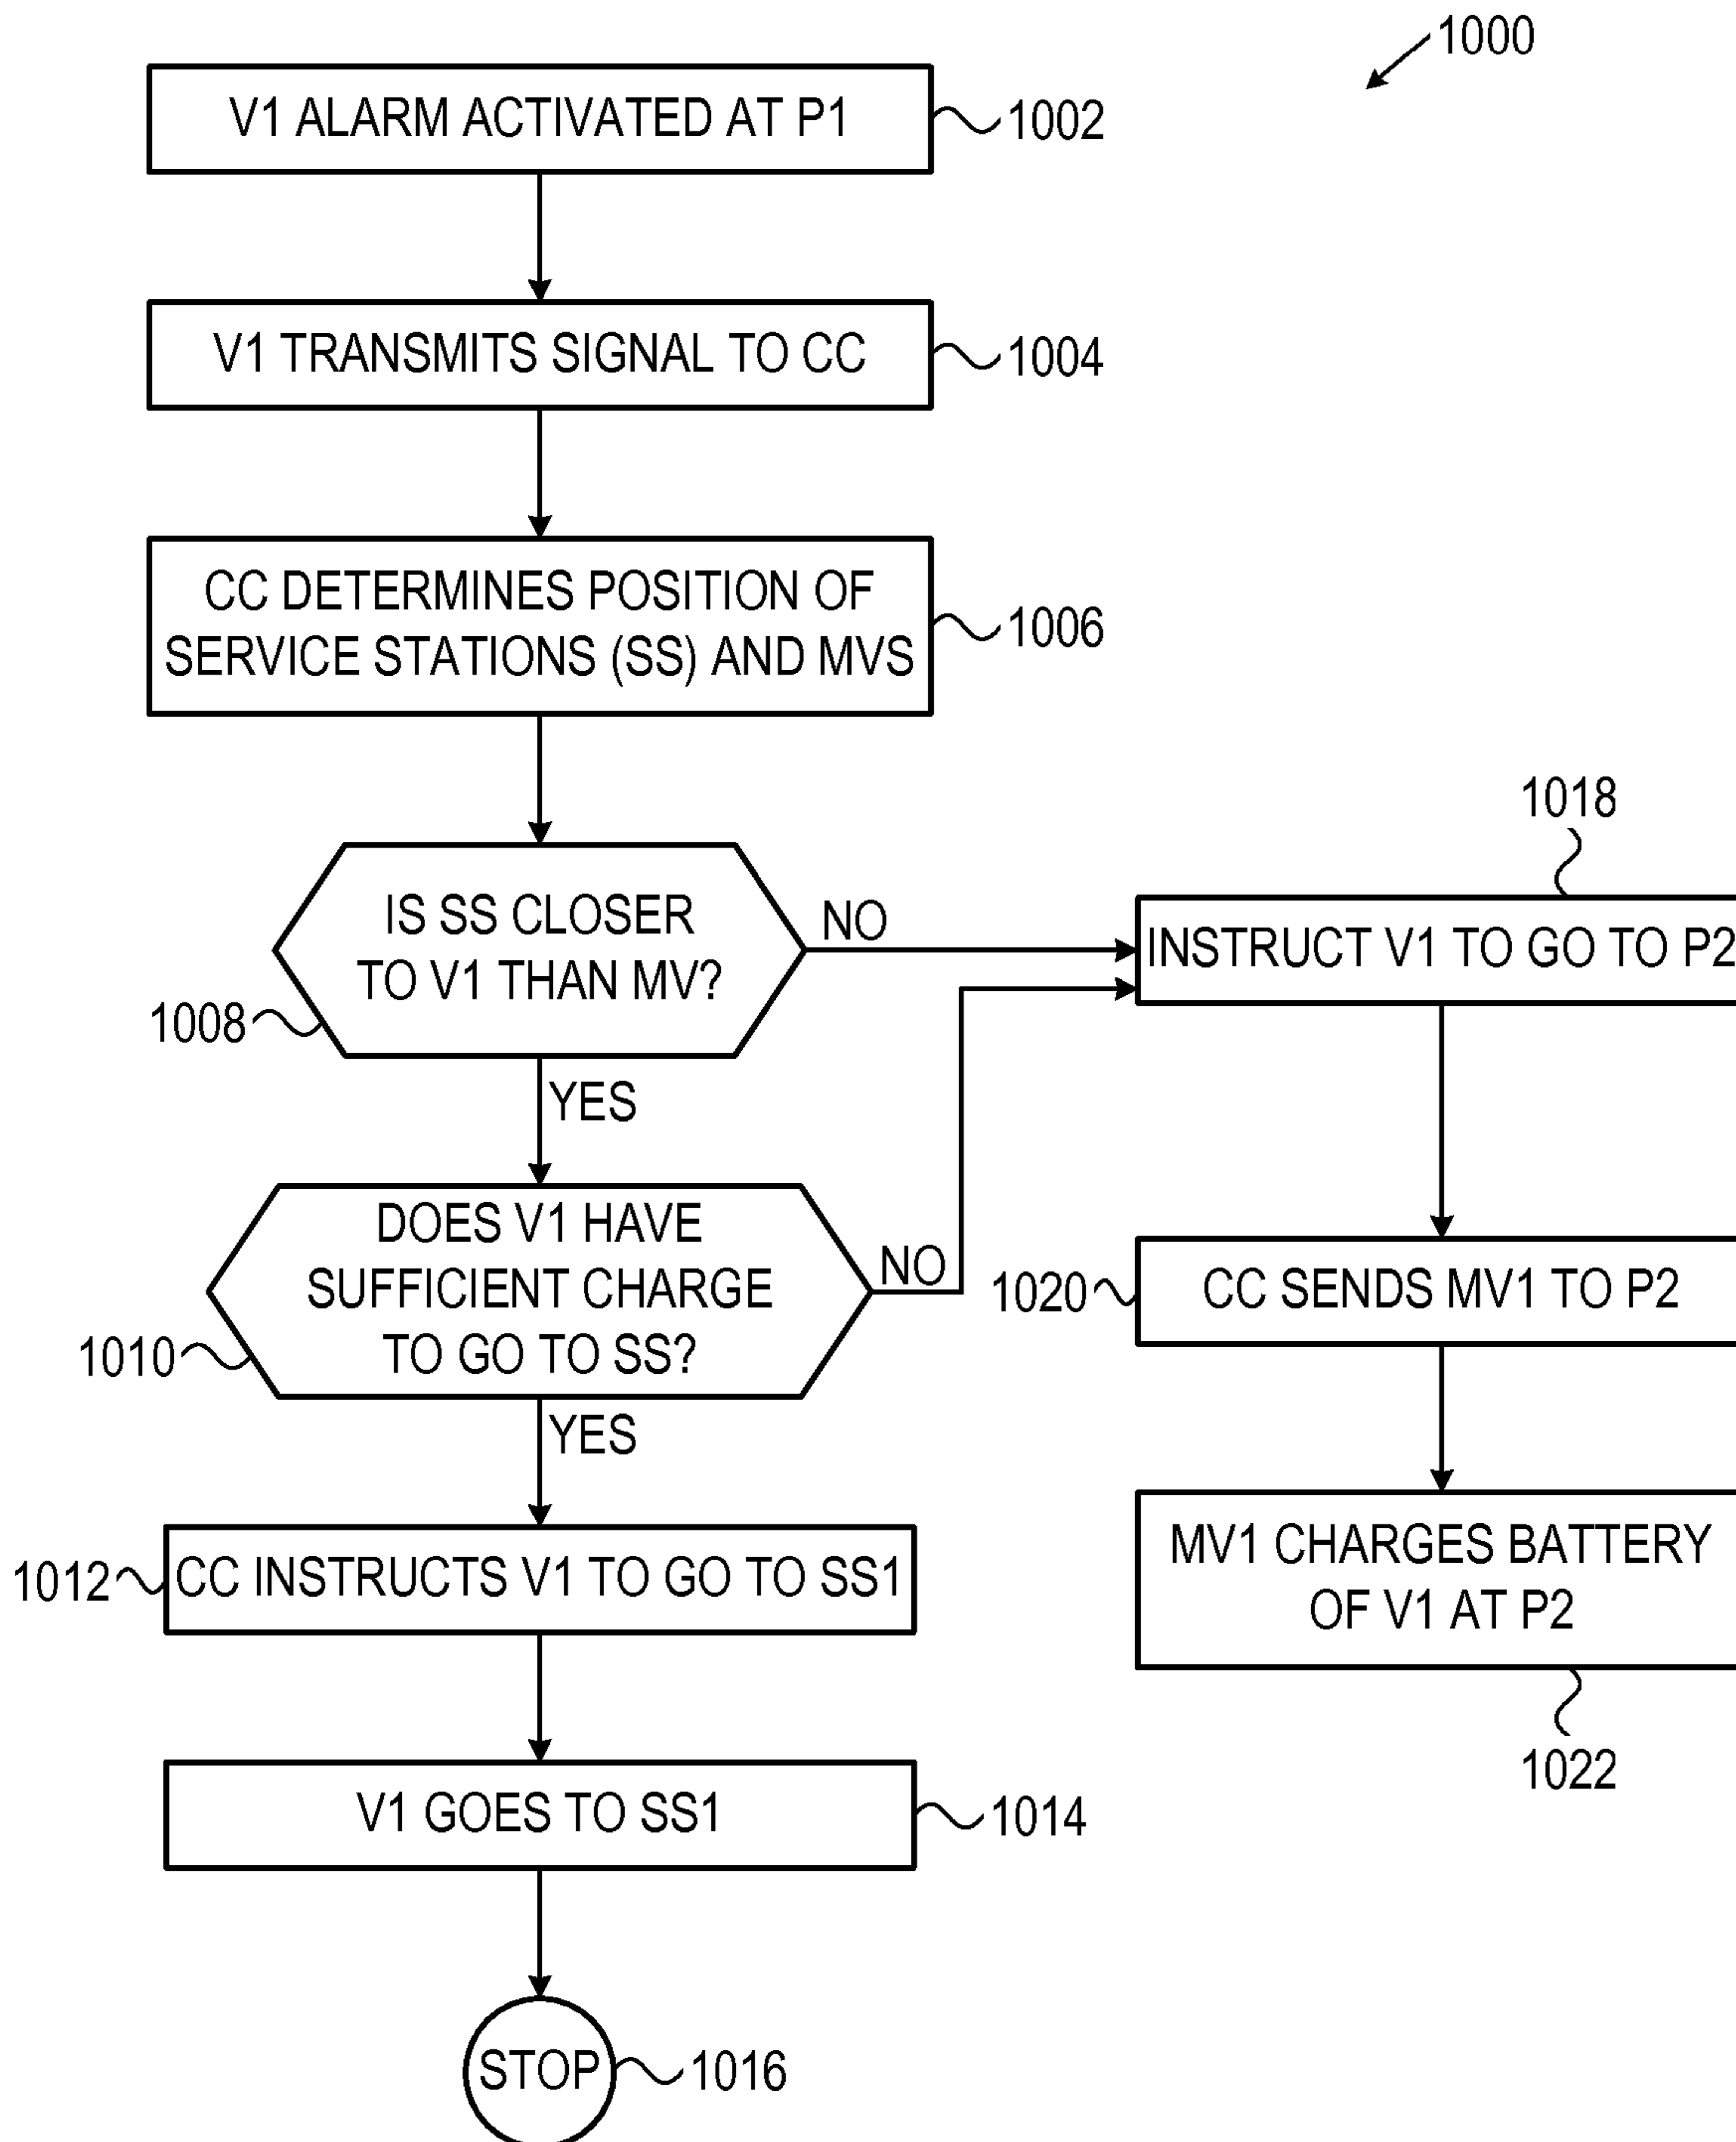 1000
V1 ALARM ACTIVATED AT P1
1002
V1 TRANSMITS SIGNAL TO CC
1004
CC DETERMINES POSITION OF
SERVICE STATIONS (SS) AND MVS
1006
IS SS CLOSER
TO V1 THAN MV?
1008
NO
YES
DOES V1 HAVE
SUFFICIENT CHARGE
TO GO TO SS?
1010
NO
YES
CC INSTRUCTS V1 TO GO TO SS1
1012
V1 GOES TO SS1
1014
STOP
1016
1018
INSTRUCT V1 TO GO TO P2
1020
CC SENDS MV1 TO P2
MV1 CHARGES BATTERY
OF V1 AT P2
1022